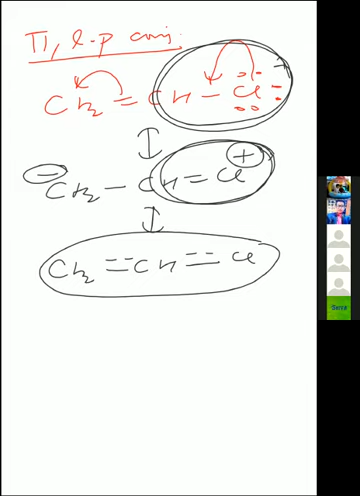 π, l-p conj.
CH₂ = CH - Cl
CH₂ - CH = Cl +
CH₂ == CH == Cl